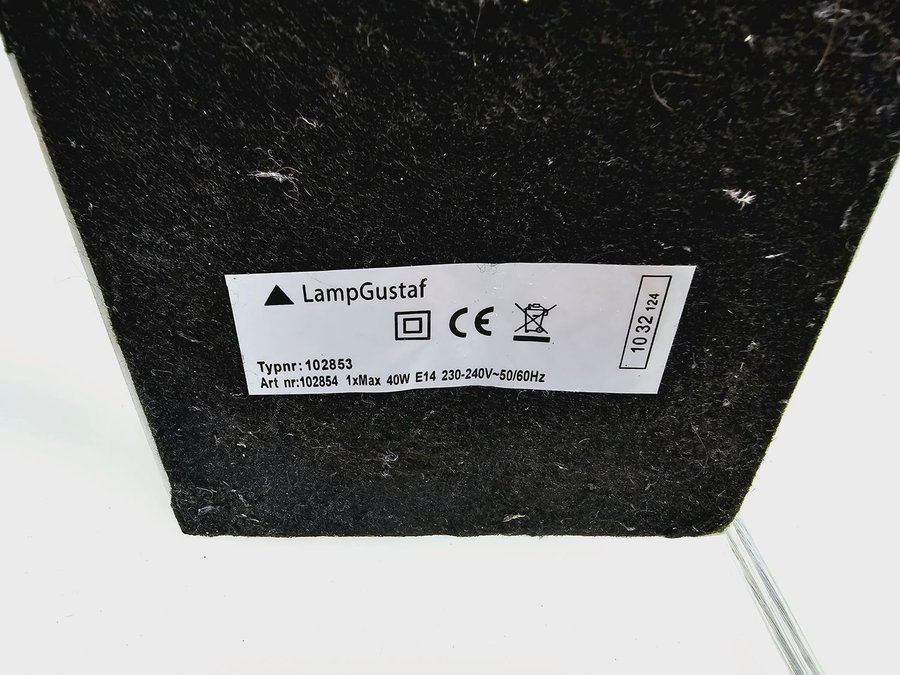 LampGustaf
CE
Typnr: 102853
Art nr:102854 1xMax 40W E14 230-240V~50/60Hz
10 32 124